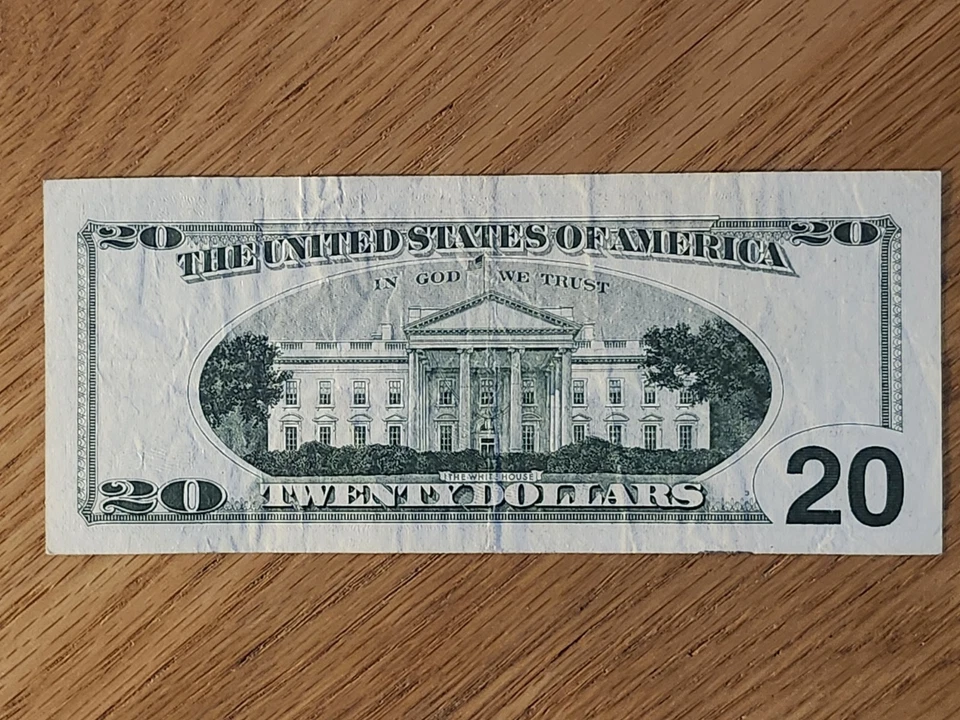 20 THE UNITED STATES OF AMERICA 20
IN GOD WE TRUST
THE WHITE HOUSE
20 TWENTY DOLLARS 20